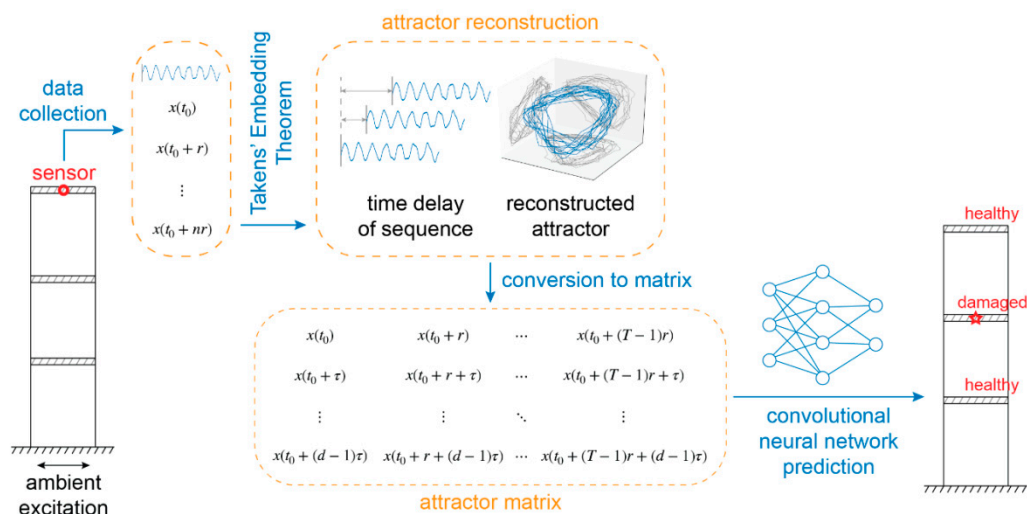 data
collection
sensor
ambient
excitation
x(t₀)
x(t₀ + r)
⋮
x(t₀ + nr)
Takens' Embedding
Theorem
attractor reconstruction
time delay
of sequence
reconstructed
attractor
conversion to matrix
x(t₀) x(t₀ + r) ⋯ x(t₀ + (T − 1)r)
x(t₀ + τ) x(t₀ + r + τ) ⋯ x(t₀ + (T − 1)r + τ)
⋮ ⋮ ⋱ ⋮
x(t₀ + (d − 1)τ) x(t₀ + r + (d − 1)τ) ⋯ x(t₀ + (T − 1)r + (d − 1)τ)
attractor matrix
convolutional
neural network
prediction
healthy
damaged
healthy